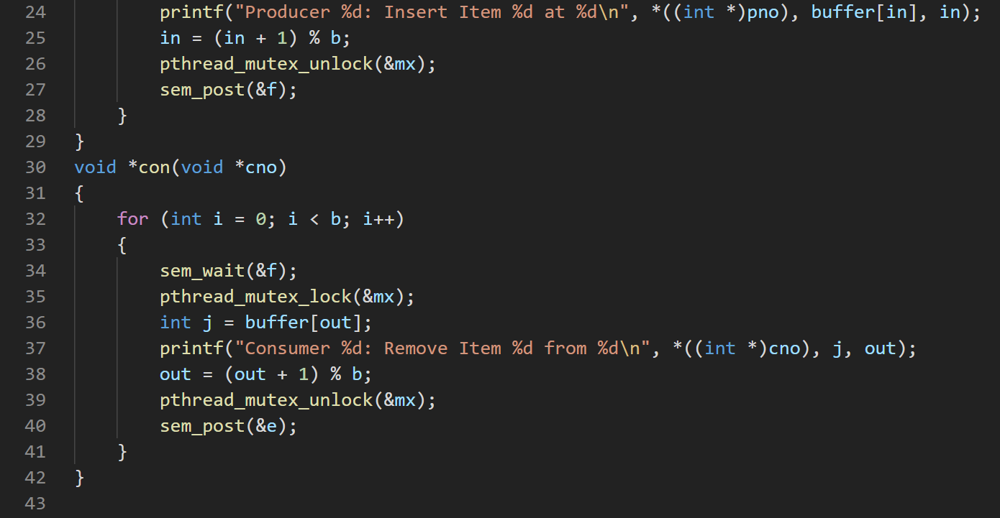 24 printf("Producer %d: Insert Item %d at %d\n", *((int *)pno), buffer[in], in);
25 in = (in + 1) % b;
26 pthread_mutex_unlock(&mx);
27 sem_post(&f);
28 }
29 }
30 void *con(void *cno)
31 {
32 for (int i = 0; i < b; i++)
33 {
34 sem_wait(&f);
35 pthread_mutex_lock(&mx);
36 int j = buffer[out];
37 printf("Consumer %d: Remove Item %d from %d\n", *((int *)cno), j, out);
38 out = (out + 1) % b;
39 pthread_mutex_unlock(&mx);
40 sem_post(&e);
41 }
42 }
43